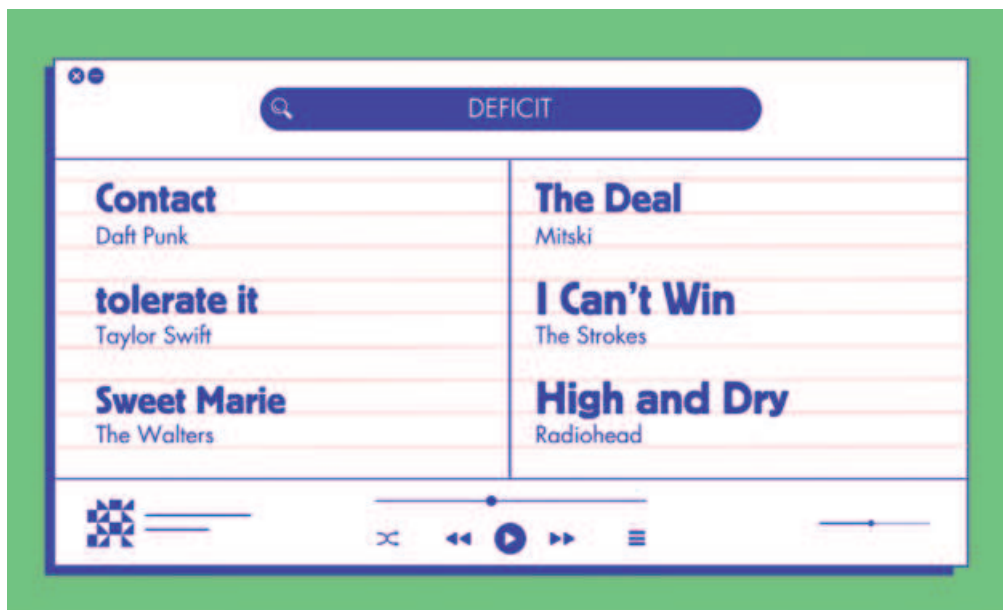 DEFICIT
Contact
Daft Punk
tolerate it
Taylor Swift
Sweet Marie
The Walters
The Deal
Mitski
I Can't Win
The Strokes
High and Dry
Radiohead